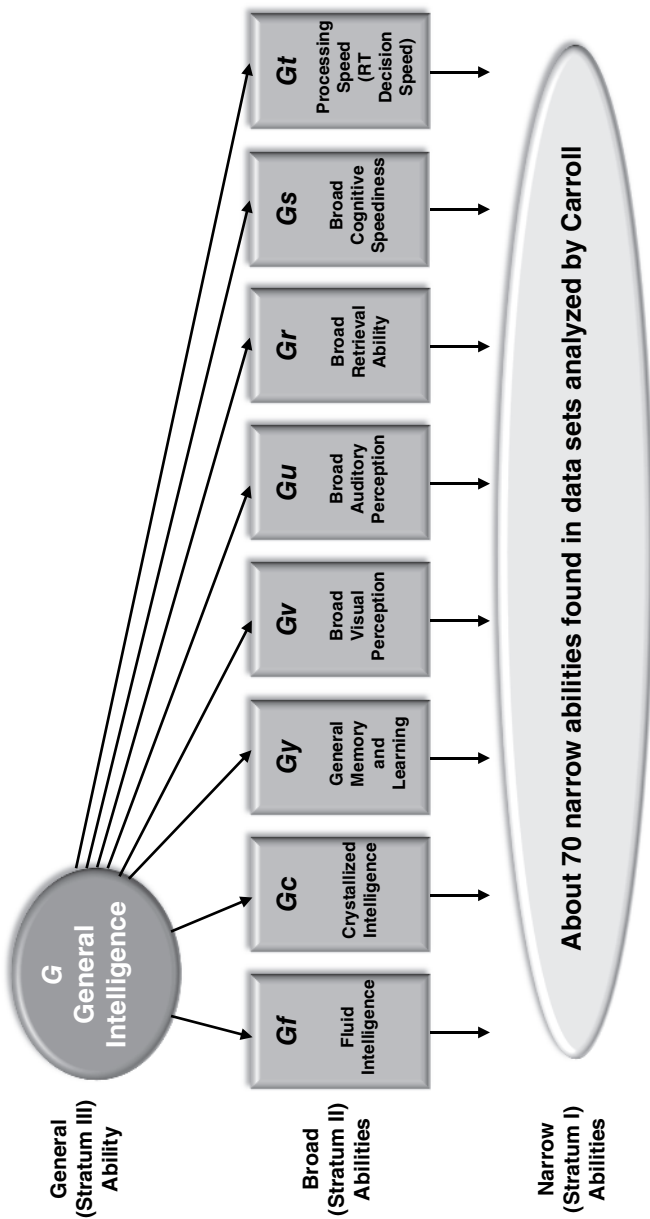 General
(Stratum III)
Ability
G
General
Intelligence
Broad
(Stratum II)
Abilities
Gf
Fluid
Intelligence
Gc
Crystallized
Intelligence
Gy
General
Memory
and
Learning
Gv
Broad
Visual
Perception
Gu
Broad
Auditory
Perception
Gr
Broad
Retrieval
Ability
Gs
Broad
Cognitive
Speediness
Gt
Processing
Speed
(RT
Decision
Speed)
Narrow
(Stratum I)
Abilities
About 70 narrow abilities found in data sets analyzed by Carroll